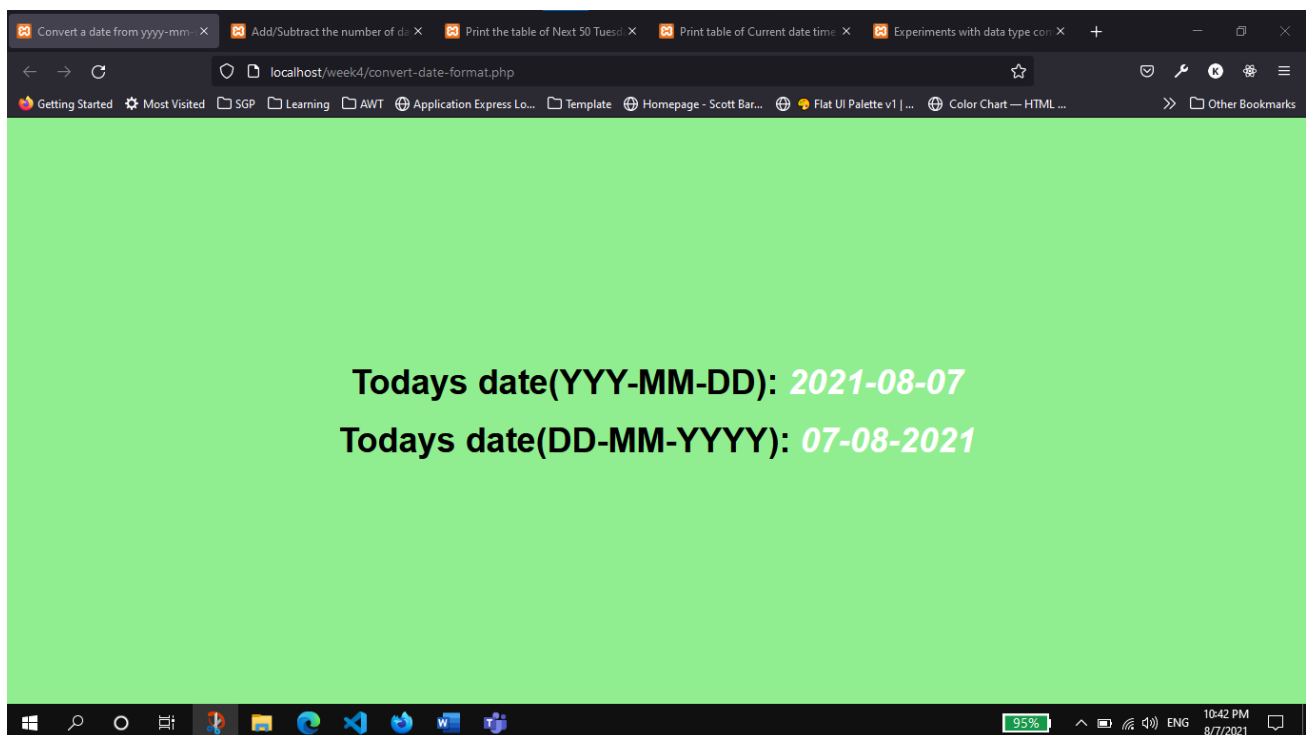 Convert a date from yyyy-mm-
Add/Subtract the number of da
Print the table of Next 50 Tuesd
Print table of Current date time
Experiments with data type con
localhost/week4/convert-date-format.php
K
Getting Started Most Visited SGP Learning AWT Application Express Lo... Template Homepage - Scott Bar... Flat UI Palette v1 | ... Color Chart — HTML ... Other Bookmarks
Todays date(YYY-MM-DD): 2021-08-07
Todays date(DD-MM-YYYY): 07-08-2021
95% ENG 10:42 PM
8/7/2021